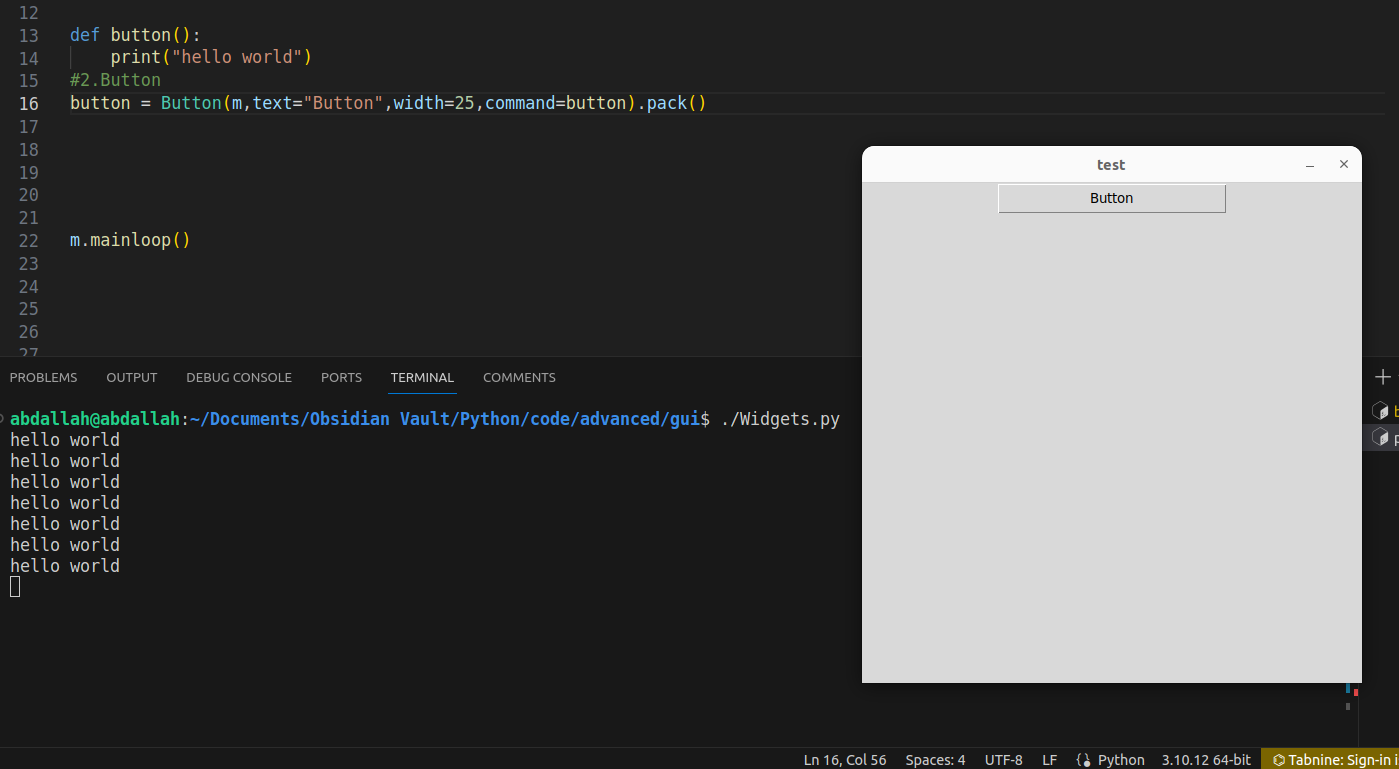 12
13 def button():
14 print("hello world")
15 #2.Button
16 button = Button(m,text="Button",width=25,command=button).pack()
17
18
19
20
21
22 m.mainloop()
23
24
25
26
27
test
Button
PROBLEMS OUTPUT DEBUG CONSOLE PORTS TERMINAL COMMENTS
abdallah@abdallah:~/Documents/Obsidian Vault/Python/code/advanced/gui$ ./Widgets.py
hello world
hello world
hello world
hello world
hello world
hello world
hello world
Ln 16, Col 56 Spaces: 4 UTF-8 LF Python 3.10.12 64-bit Tabnine: Sign-in